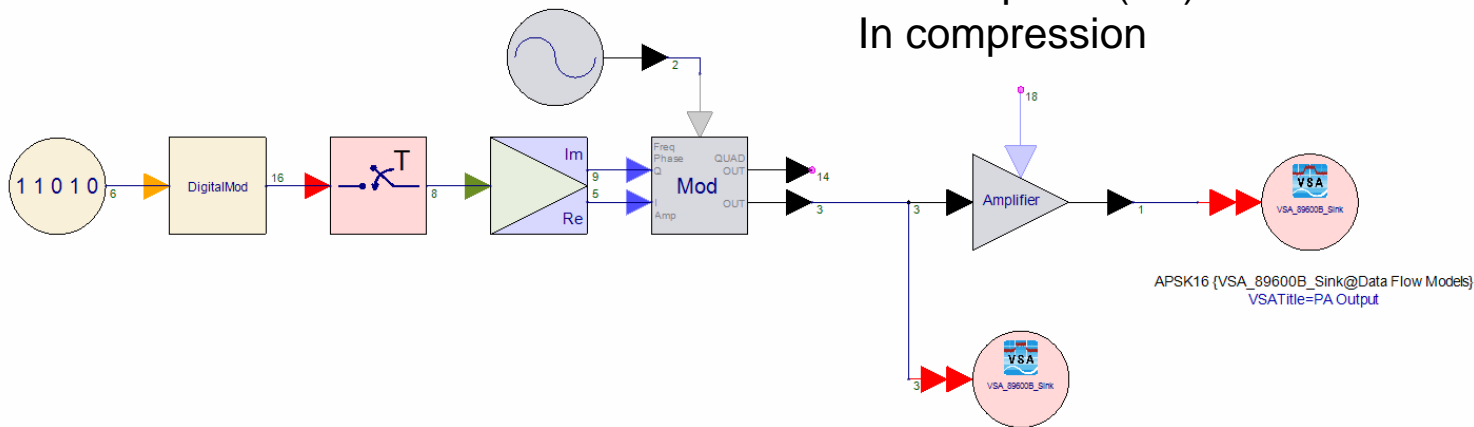 In compression
2
18
T
Freq
Phase
Q
QUAD
OUT
Im
9
14
1 1 0 1 0
6
DigitalMod
16
8
Mod
Amplifier
VSA
VSA_89600B_Sink
Re
5
I
Amp
OUT
3
3
1
APSK16 {VSA_89600B_Sink@Data Flow Models}
VSATitle=PA Output
VSA
VSA_89600B_Sink
3